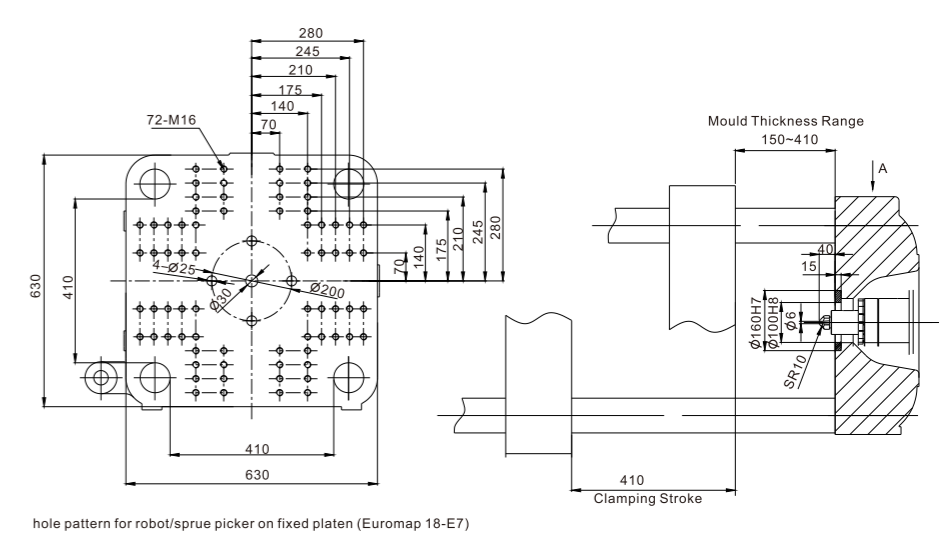 280
245
210
175
140
70
72-M16
630
410
4-Ø25
Ø30
Ø200
70
140
175
210
245
280
410
630
Mould Thickness Range
150~410
A
40
15
Ø160H7
Ø100H8
Ø6
SR10
410
Clamping Stroke
hole pattern for robot/sprue picker on fixed platen (Euromap 18-E7)